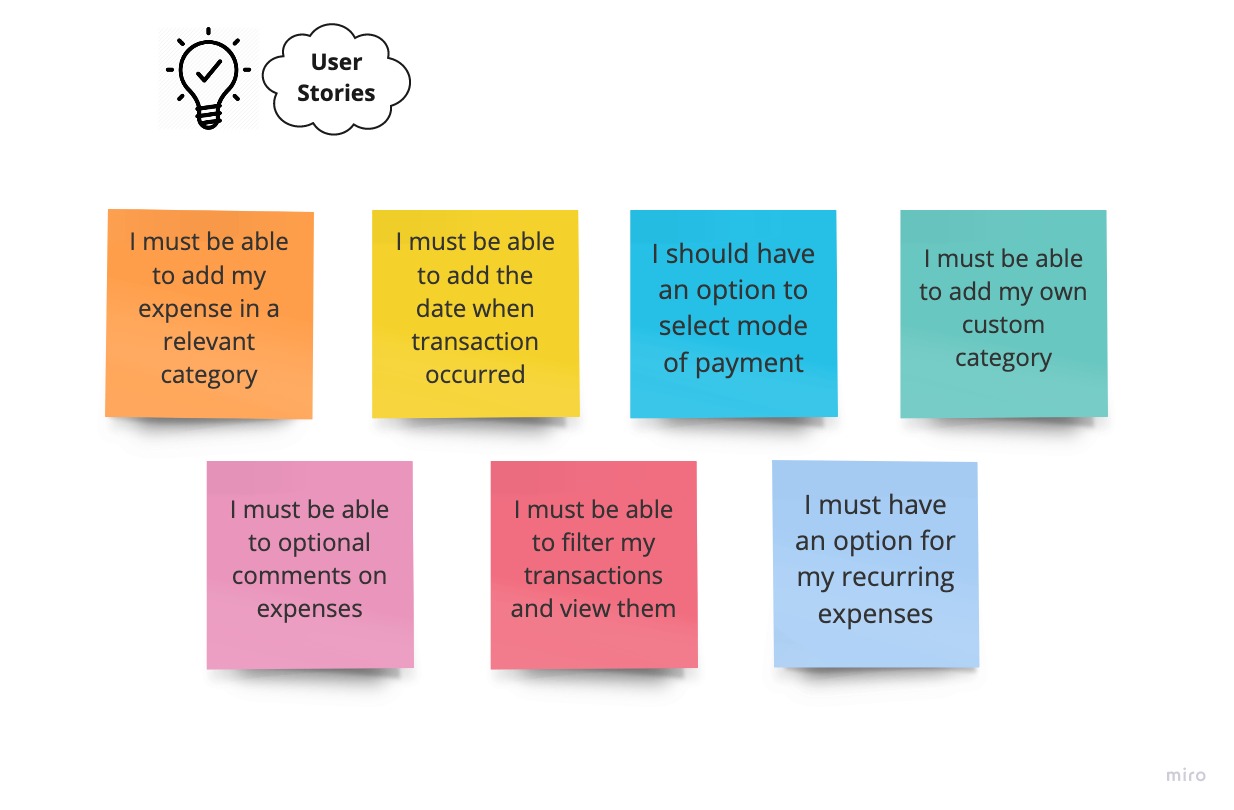 User
Stories
I must be able
to add my
expense in a
relevant
category
I must be able
to add the
date when
transaction
occurred
I should have
an option to
select mode
of payment
I must be able
to add my own
custom
category
I must be able
to optional
comments on
expenses
I must be able
to filter my
transactions
and view them
I must have
an option for
my recurring
expenses
miro